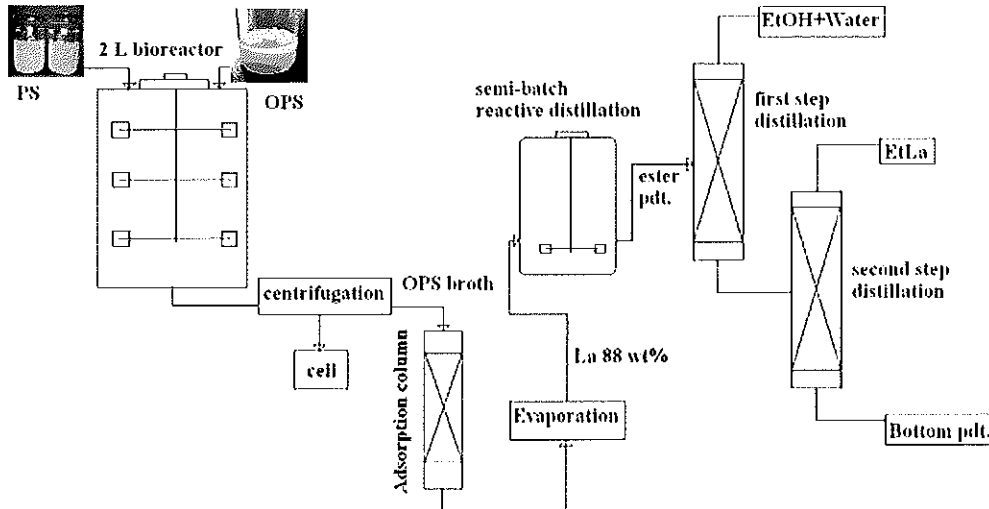 2 L bioreactor
PS
OPS
centrifugation
cell
OPS broth
Adsorption column
Evaporation
La 88 wt%
semi-batch
reactive distillation
ester
pdt.
EtOH+Water
first step
distillation
EtLa
second step
distillation
Bottom pdt.